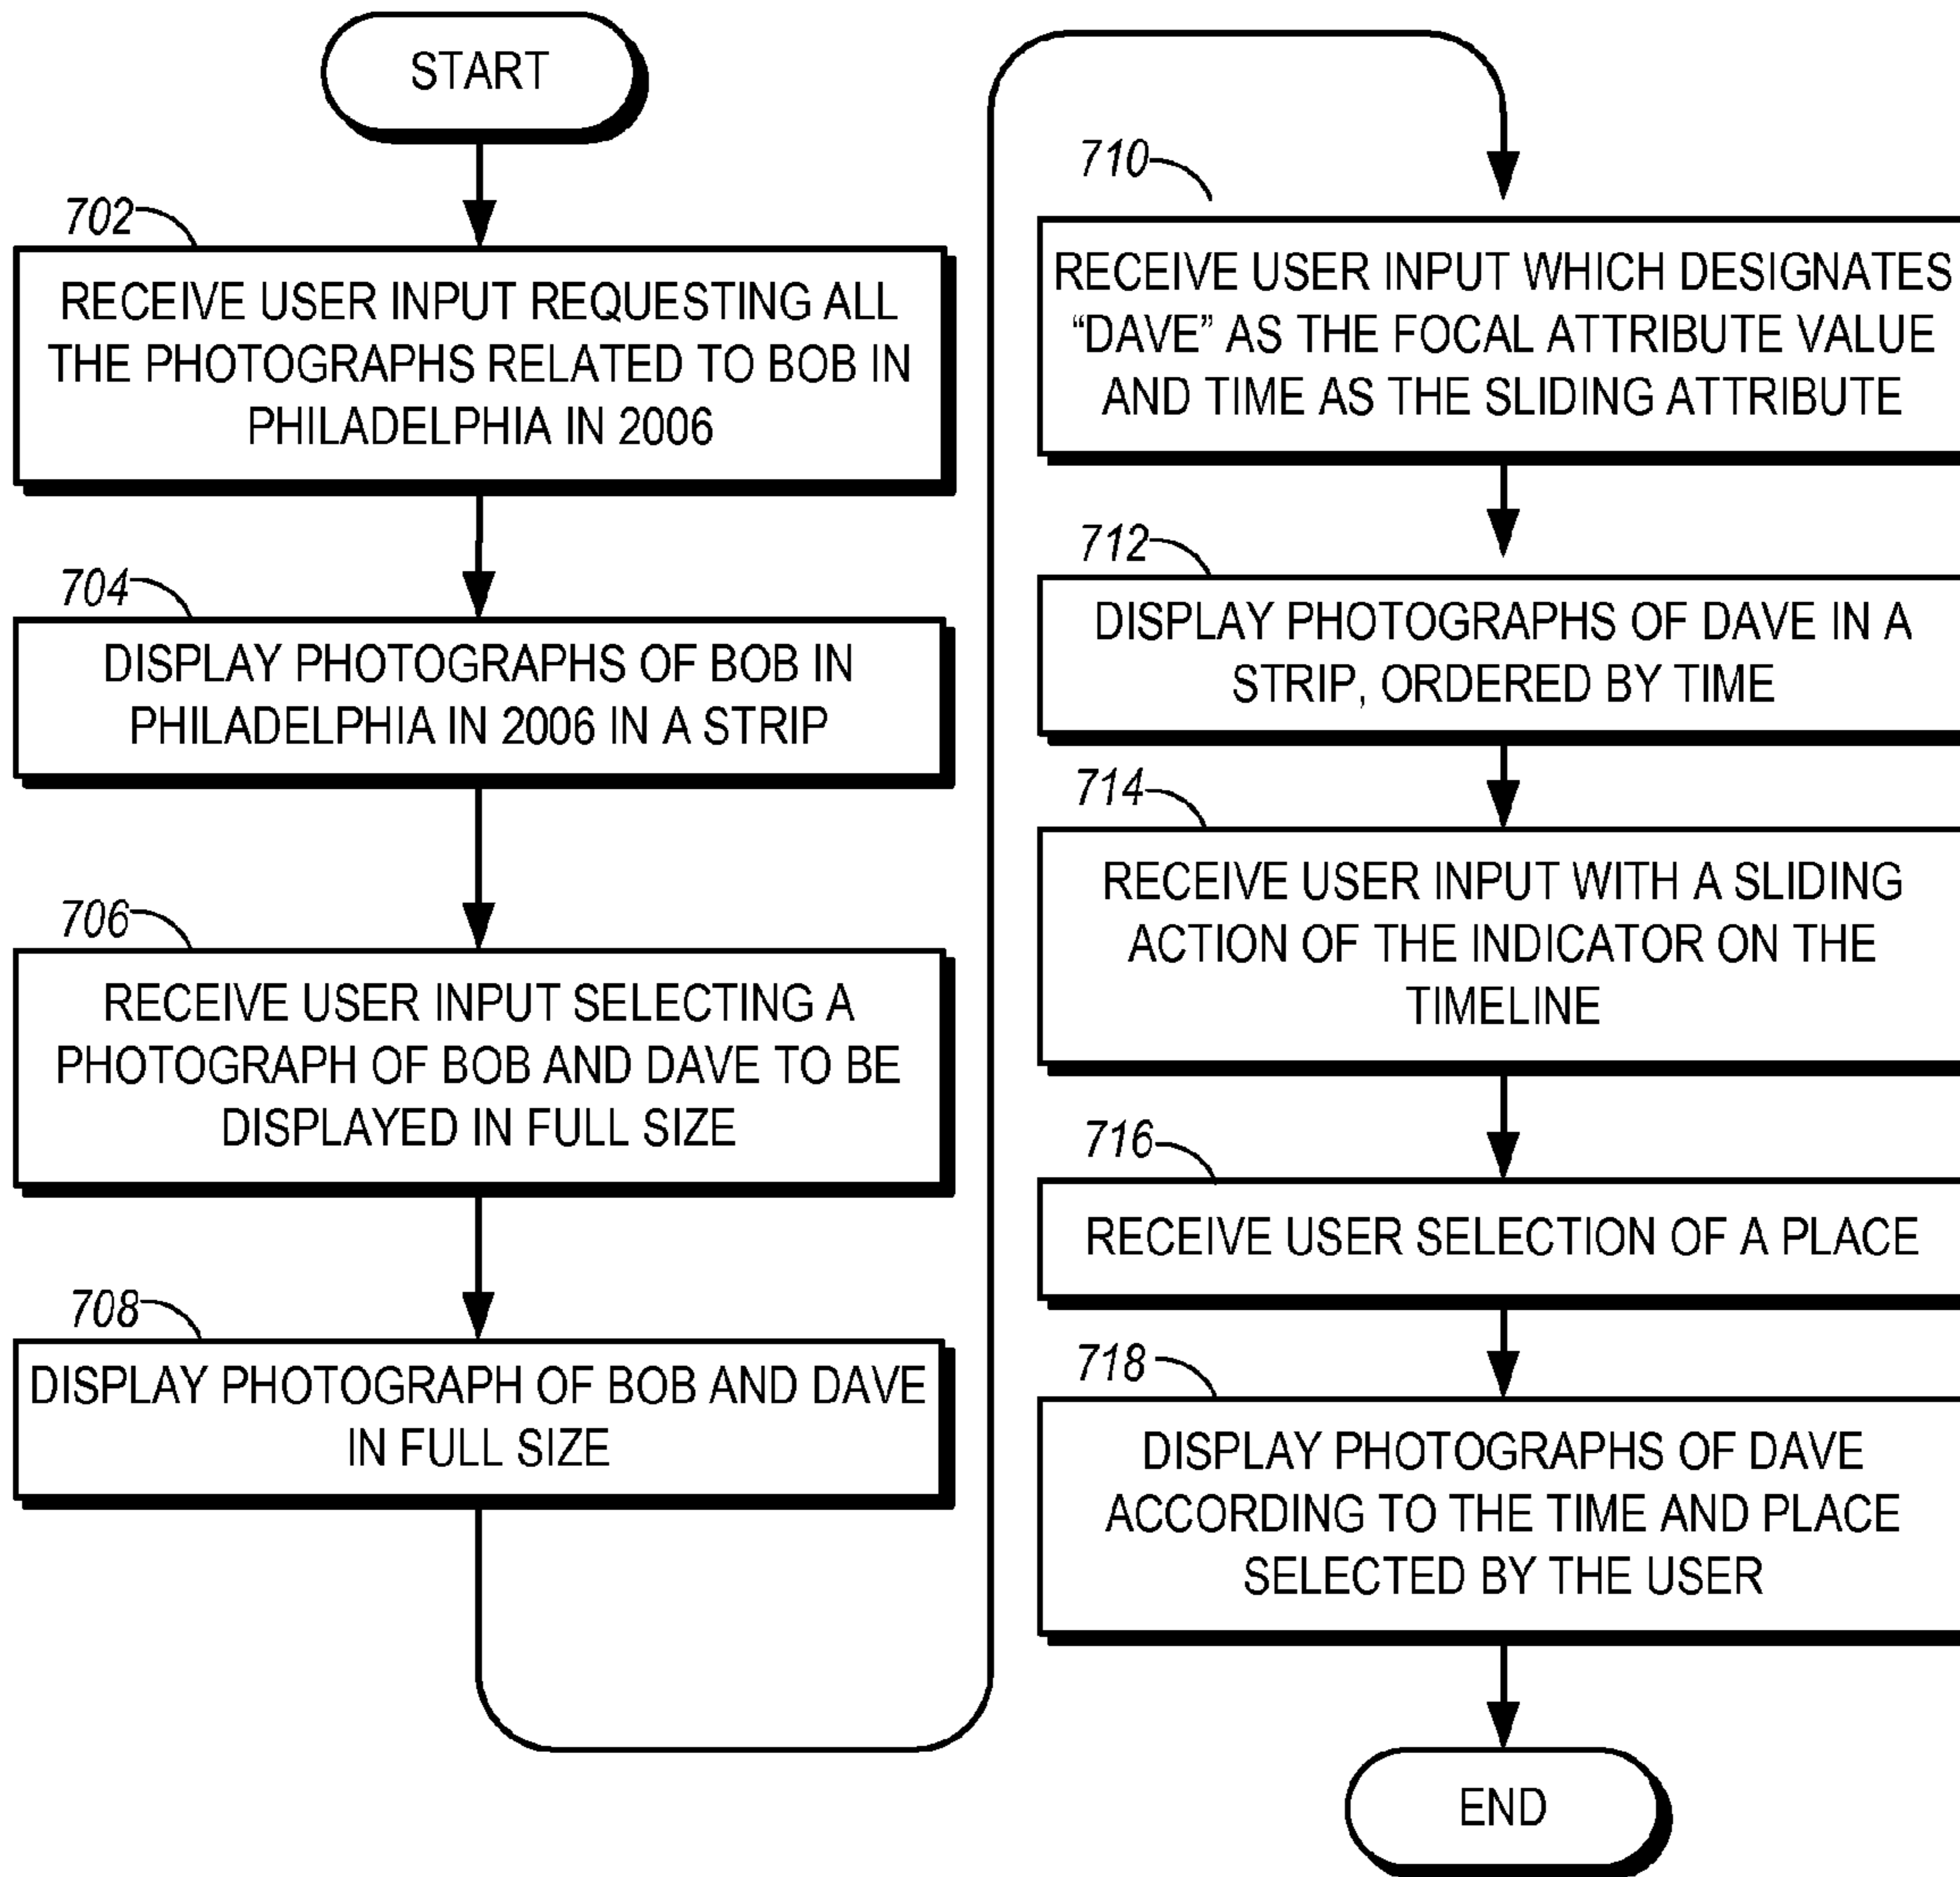 START
702
RECEIVE USER INPUT REQUESTING ALL
THE PHOTOGRAPHS RELATED TO BOB IN
PHILADELPHIA IN 2006
704
DISPLAY PHOTOGRAPHS OF BOB IN
PHILADELPHIA IN 2006 IN A STRIP
706
RECEIVE USER INPUT SELECTING A
PHOTOGRAPH OF BOB AND DAVE TO BE
DISPLAYED IN FULL SIZE
708
DISPLAY PHOTOGRAPH OF BOB AND DAVE
IN FULL SIZE
710
RECEIVE USER INPUT WHICH DESIGNATES
“DAVE” AS THE FOCAL ATTRIBUTE VALUE
AND TIME AS THE SLIDING ATTRIBUTE
712
DISPLAY PHOTOGRAPHS OF DAVE IN A
STRIP, ORDERED BY TIME
714
RECEIVE USER INPUT WITH A SLIDING
ACTION OF THE INDICATOR ON THE
TIMELINE
716
RECEIVE USER SELECTION OF A PLACE
718
DISPLAY PHOTOGRAPHS OF DAVE
ACCORDING TO THE TIME AND PLACE
SELECTED BY THE USER
END